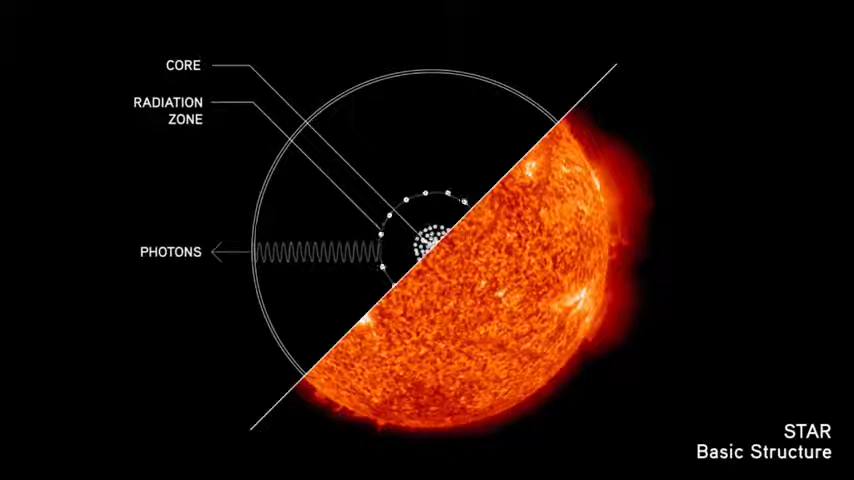 CORE
RADIATION
ZONE
PHOTONS
STAR
Basic Structure